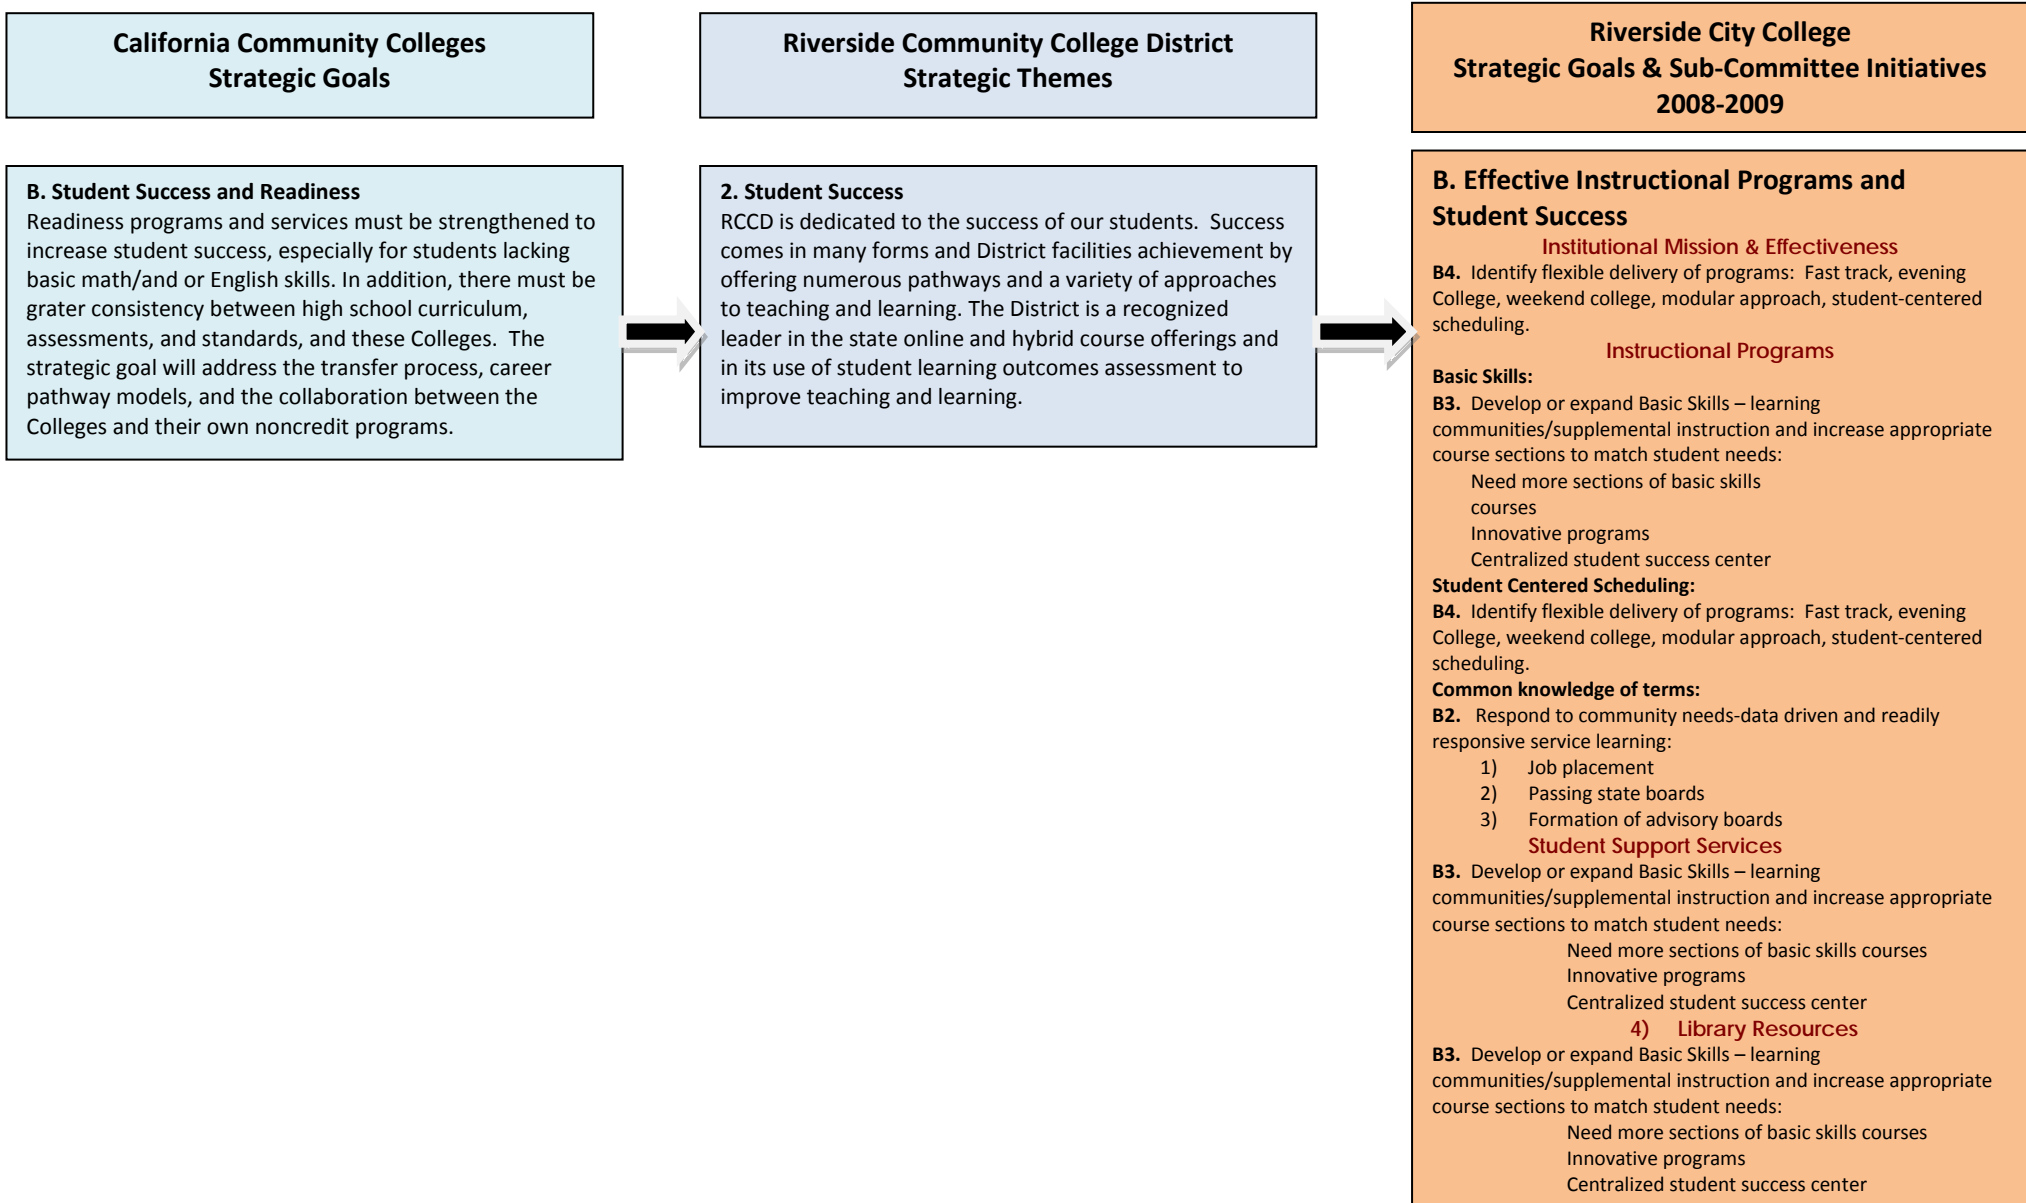 California Community Colleges
Strategic Goals
Riverside Community College District
Strategic Themes
Riverside City College
Strategic Goals & Sub-Committee Initiatives
2008-2009
B. Student Success and Readiness
Readiness programs and services must be strengthened to
increase student success, especially for students lacking
basic math/and or English skills. In addition, there must be
grater consistency between high school curriculum,
assessments, and standards, and these Colleges. The
strategic goal will address the transfer process, career
pathway models, and the collaboration between the
Colleges and their own noncredit programs.
2. Student Success
RCCD is dedicated to the success of our students. Success
comes in many forms and District facilities achievement by
offering numerous pathways and a variety of approaches
to teaching and learning. The District is a recognized
leader in the state online and hybrid course offerings and
in its use of student learning outcomes assessment to
improve teaching and learning.
B. Effective Instructional Programs and
Student Success
Institutional Mission & Effectiveness
B4. Identify flexible delivery of programs: Fast track, evening
College, weekend college, modular approach, student-centered
scheduling.
Instructional Programs
Basic Skills:
B3. Develop or expand Basic Skills – learning
communities/supplemental instruction and increase appropriate
course sections to match student needs:
Need more sections of basic skills
courses
Innovative programs
Centralized student success center
Student Centered Scheduling:
B4. Identify flexible delivery of programs: Fast track, evening
College, weekend college, modular approach, student-centered
scheduling.
Common knowledge of terms:
B2. Respond to community needs-data driven and readily
responsive service learning:
1) Job placement
2) Passing state boards
3) Formation of advisory boards
Student Support Services
B3. Develop or expand Basic Skills – learning
communities/supplemental instruction and increase appropriate
course sections to match student needs:
Need more sections of basic skills courses
Innovative programs
Centralized student success center
4) Library Resources
B3. Develop or expand Basic Skills – learning
communities/supplemental instruction and increase appropriate
course sections to match student needs:
Need more sections of basic skills courses
Innovative programs
Centralized student success center